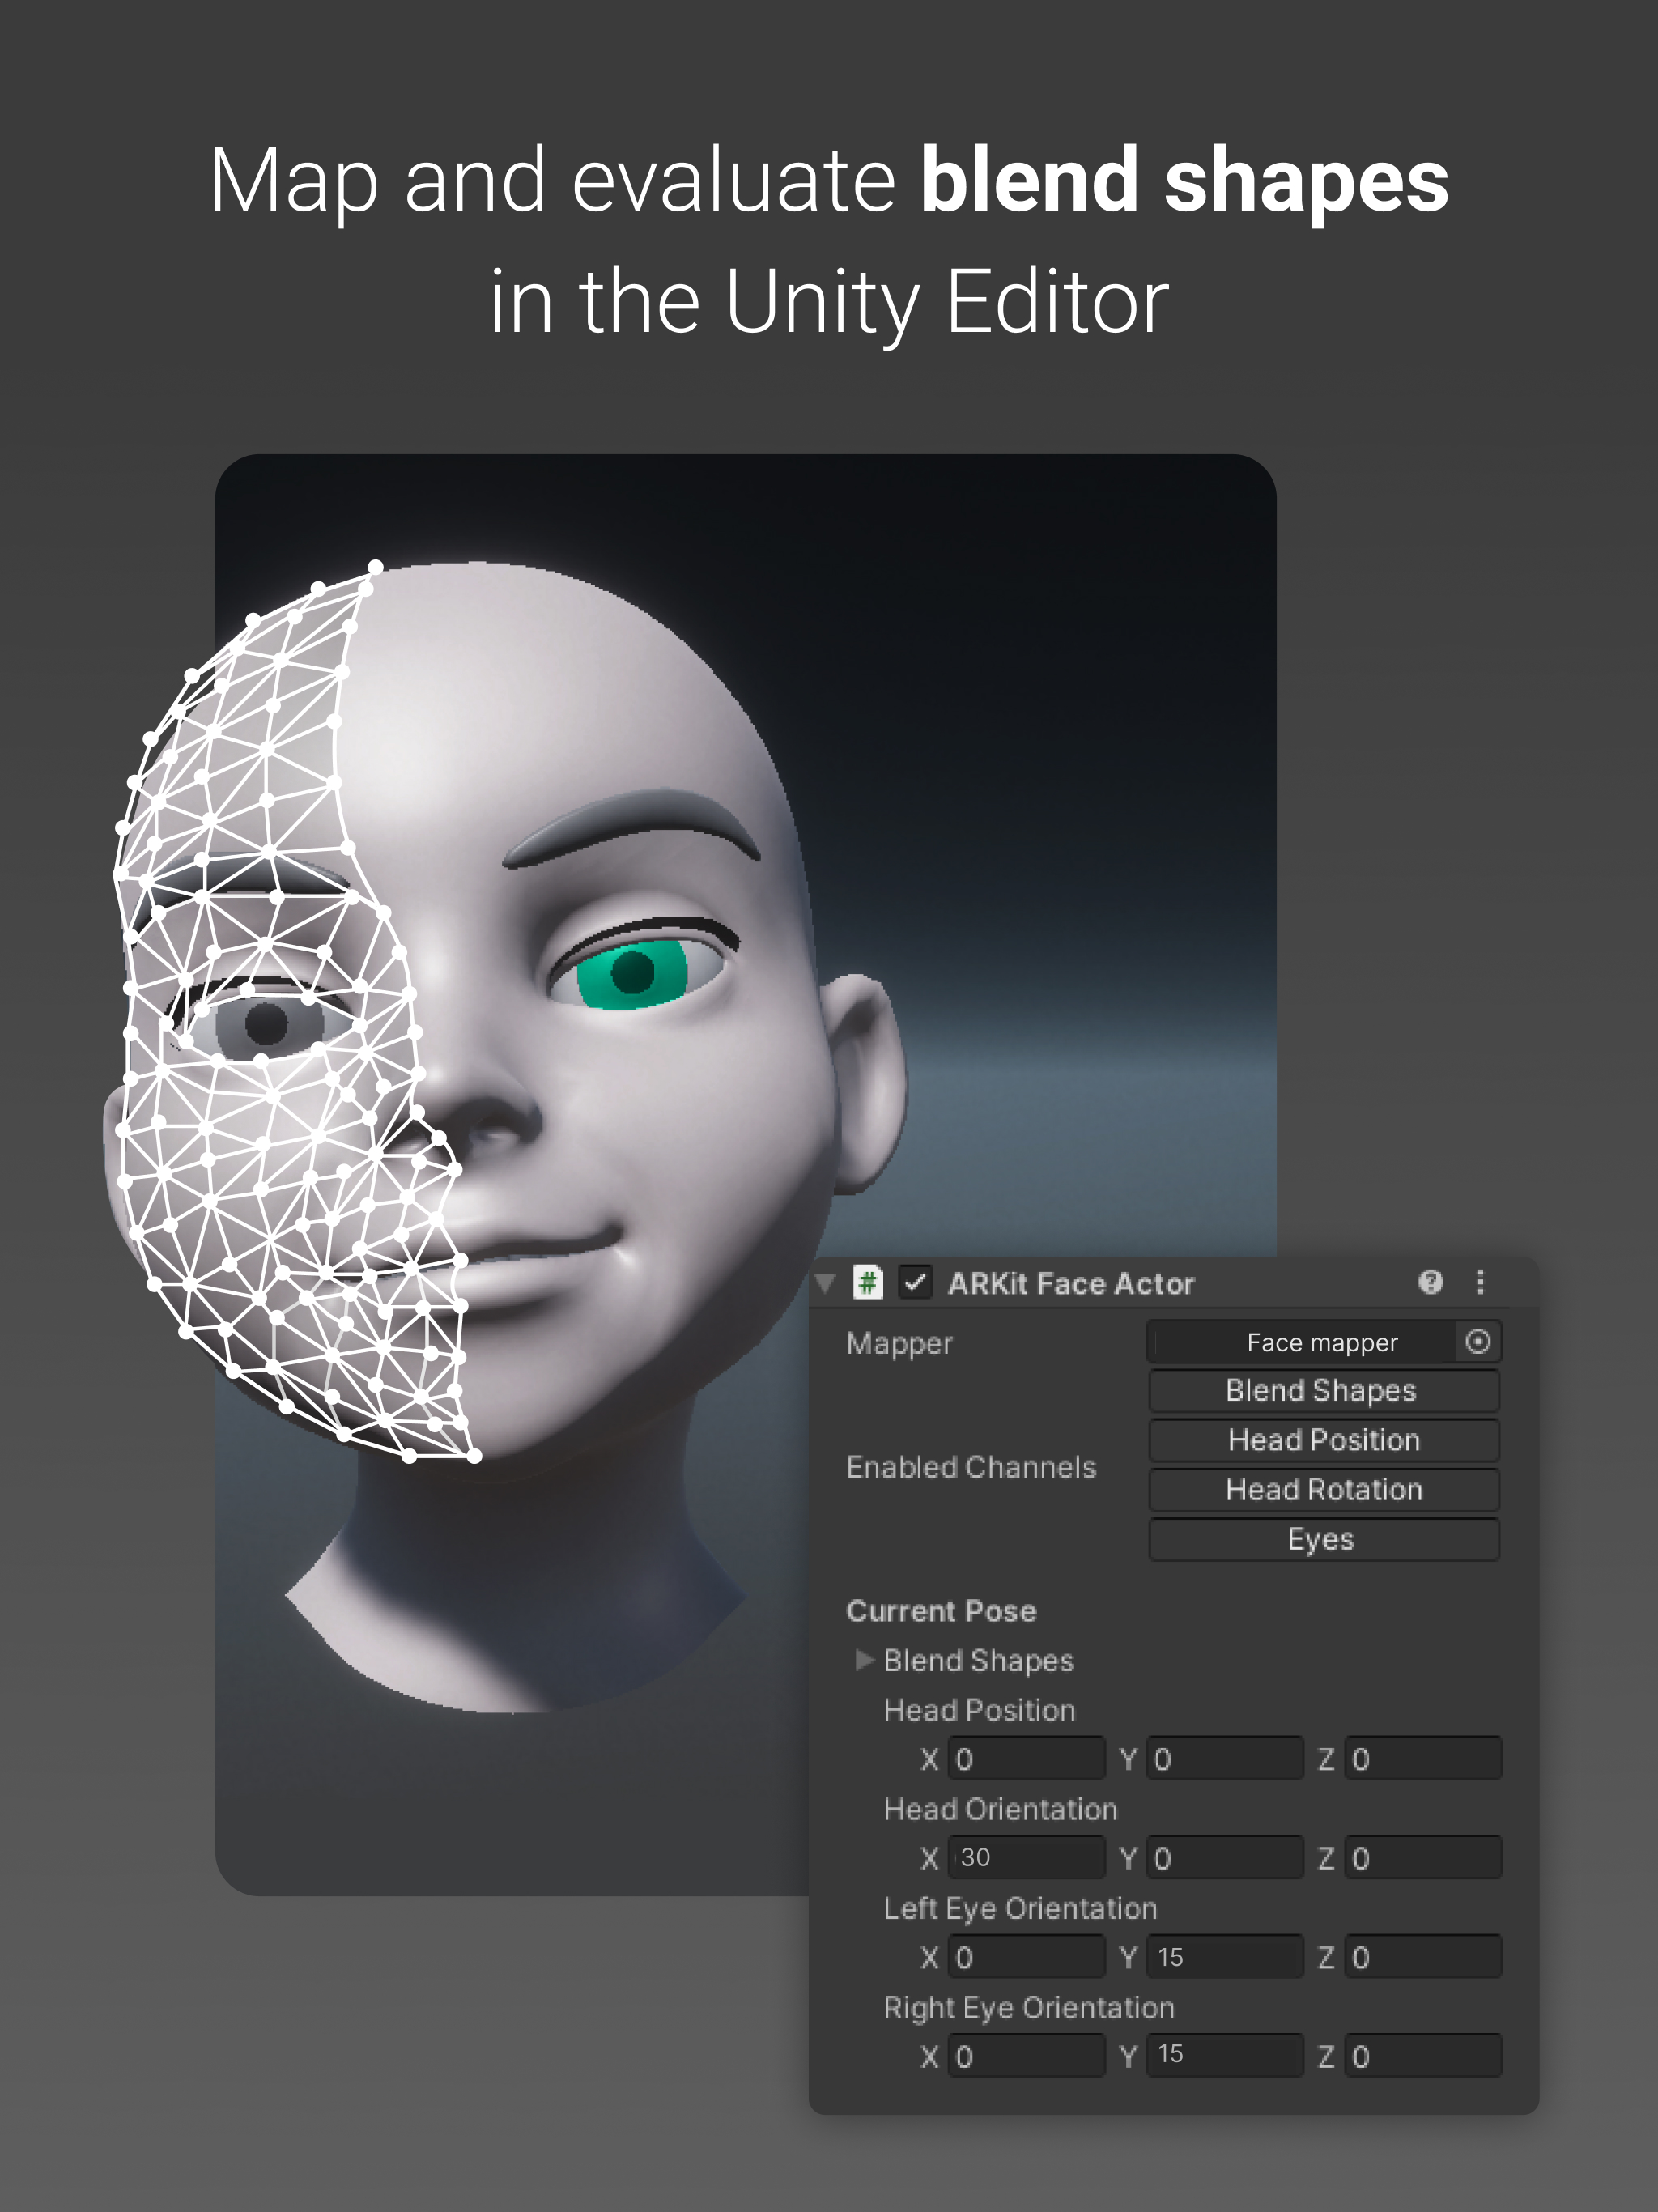 Map and evaluate blend shapes
in the Unity Editor
# ARKit Face Actor ?
Mapper Face mapper
Blend Shapes
Head Position
Enabled Channels
Head Rotation
Eyes
Current Pose
Blend Shapes
Head Position
X 0 Y 0 Z 0
Head Orientation
X 30 Y 0 Z 0
Left Eye Orientation
X 0 Y 15 Z 0
Right Eye Orientation
X 0 Y 15 Z 0